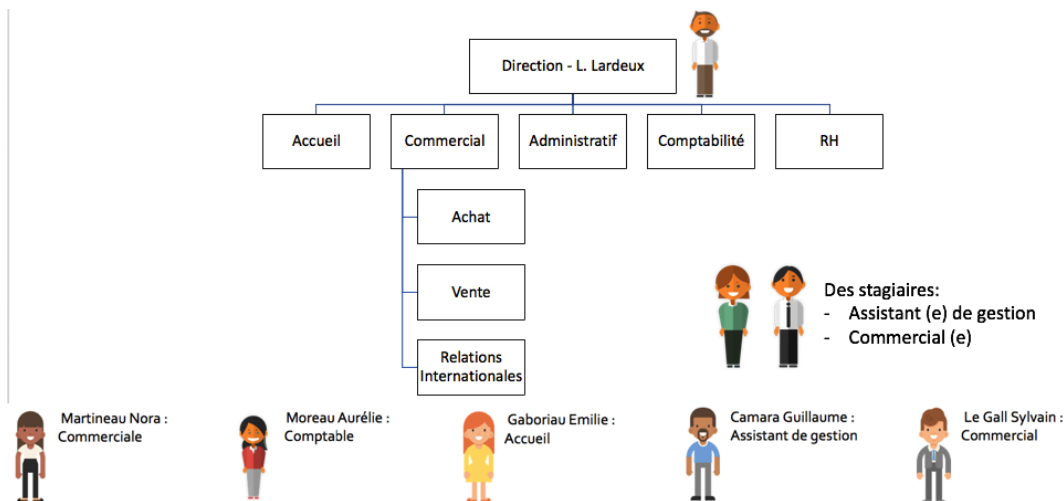 Direction - L. Lardeux
Accueil
Commercial
Administratif
Comptabilité
RH
Achat
Vente
Relations
Internationales
Des stagiaires:
- Assistant (e) de gestion
- Commercial (e)
Martineau Nora :
Commerciale
Moreau Aurélie :
Comptable
Gaboriau Emilie :
Accueil
Camara Guillaume :
Assistant de gestion
Le Gall Sylvain :
Commercial